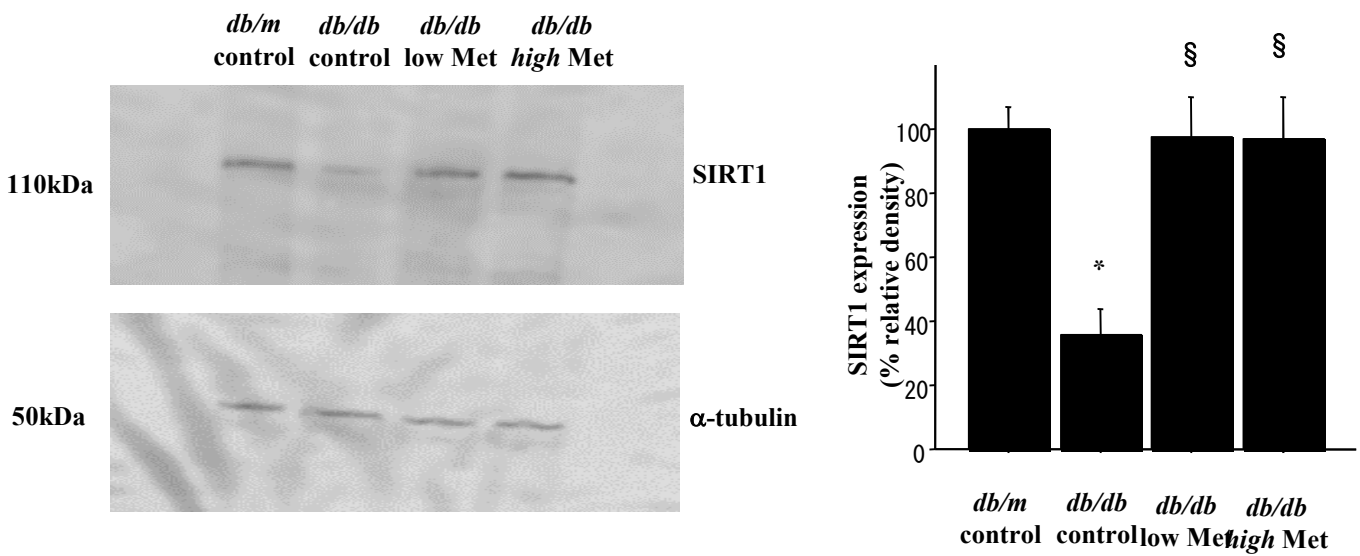 db/m db/db db/db db/db
control control low Met high Met
110kDa
SIRT1
50kDa
α-tubulin
SIRT1 expression
(% relative density)
100
80
60
40
20
0
*
§
§
db/m db/db db/db db/db
control control low Met high Met